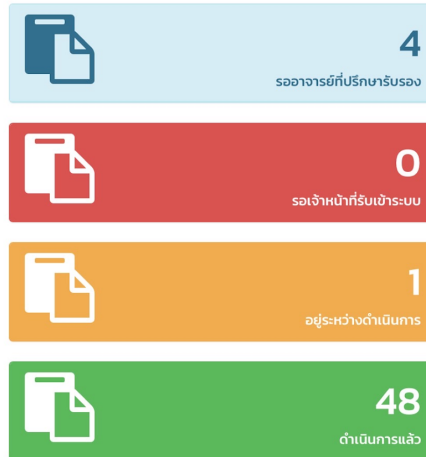 4
รออาจารย์ที่ปรึกษารับรอง
0
รอเจ้าหน้าที่รับเข้าระบบ
1
อยู่ระหว่างดำเนินการ
48
ดำเนินการแล้ว